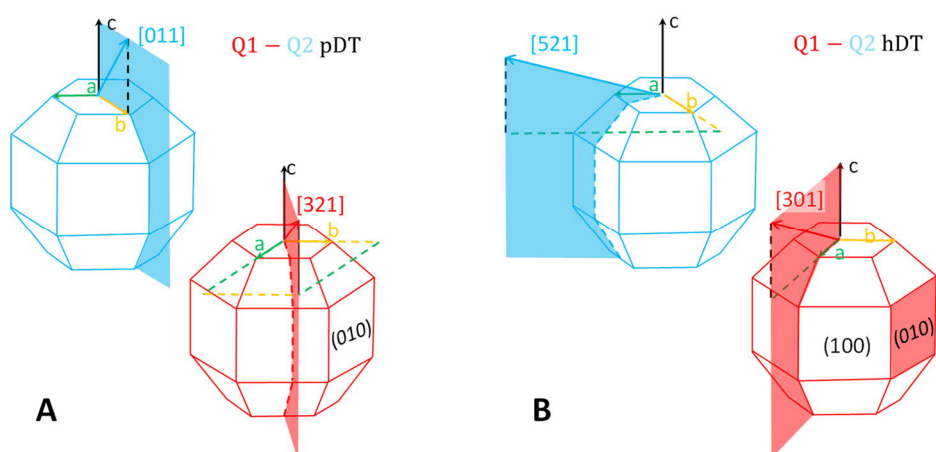 c
[011]
Q1 − Q2 pDT
a
b
c
[321]
a
b
(010)
A
c
[521]
Q1 − Q2 hDT
a
b
c
[301]
a
b
(100)
(010)
B